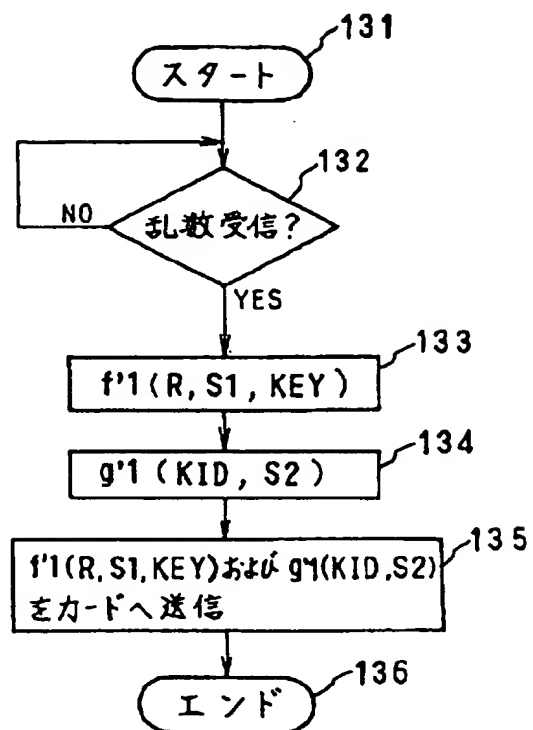 131
スタート
132
乱数受信?
NO
YES
133
f'1(R,S1,KEY)
134
g'1(KID,S2)
135
f'1(R,S1,KEY)および g'1(KID,S2)
をカードへ送信
136
エンド